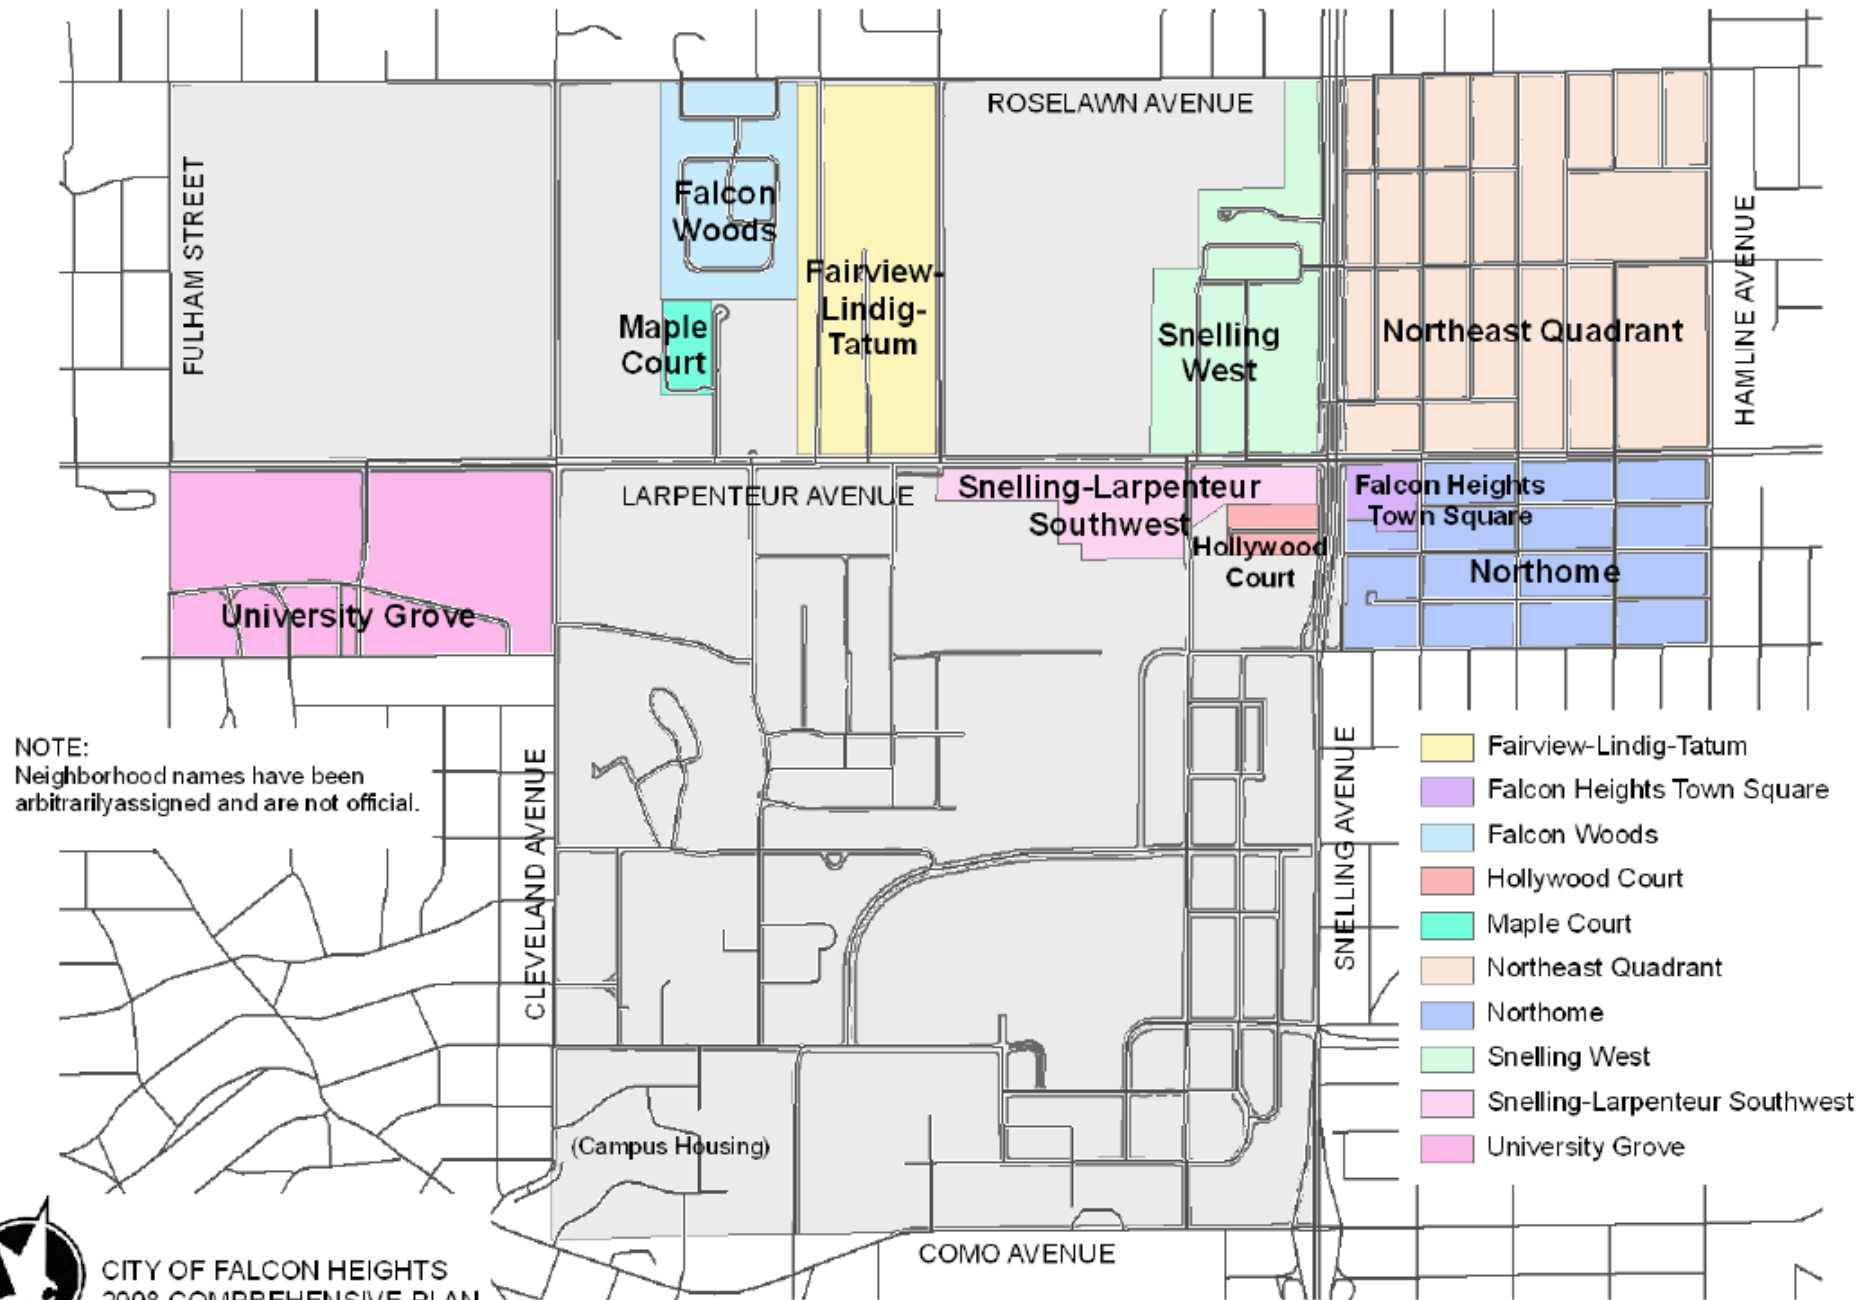 ROSELAWN AVENUE
FULHAM STREET
Falcon
Woods
HAMLINE AVENUE
Fairview-
Lindig-
Tatum
Maple
Court
Snelling
West
Northeast Quadrant
LARPENTEUR AVENUE
Snelling-Larpenteur
Southwest
Falcon Heights
Town Square
Hollywood
Court
Northome
University Grove
NOTE:
Neighborhood names have been
arbitrarilyassigned and are not official.
CLEVELAND AVENUE
SNELLING AVENUE
Fairview-Lindig-Tatum
Falcon Heights Town Square
Falcon Woods
Hollywood Court
Maple Court
Northeast Quadrant
Northome
Snelling West
Snelling-Larpenteur Southwest
University Grove
(Campus Housing)
COMO AVENUE
CITY OF FALCON HEIGHTS
2008 COMPREHENSIVE PLAN